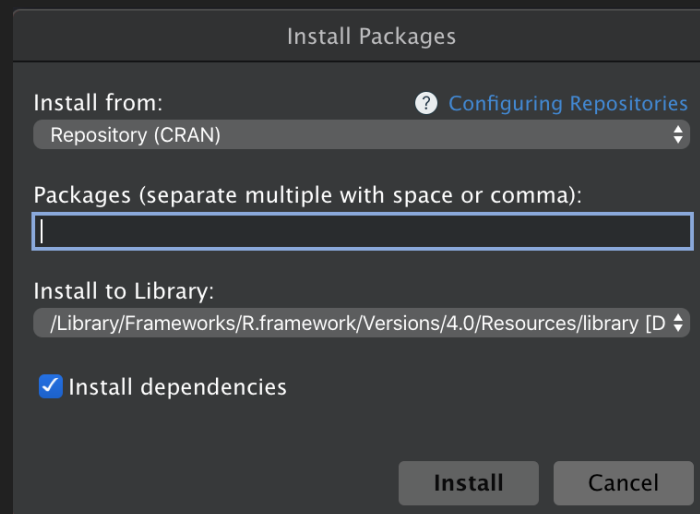 Install Packages
Install from:
? Configuring Repositories
Repository (CRAN)
Packages (separate multiple with space or comma):
Install to Library:
/Library/Frameworks/R.framework/Versions/4.0/Resources/library [D
Install dependencies
Install Cancel